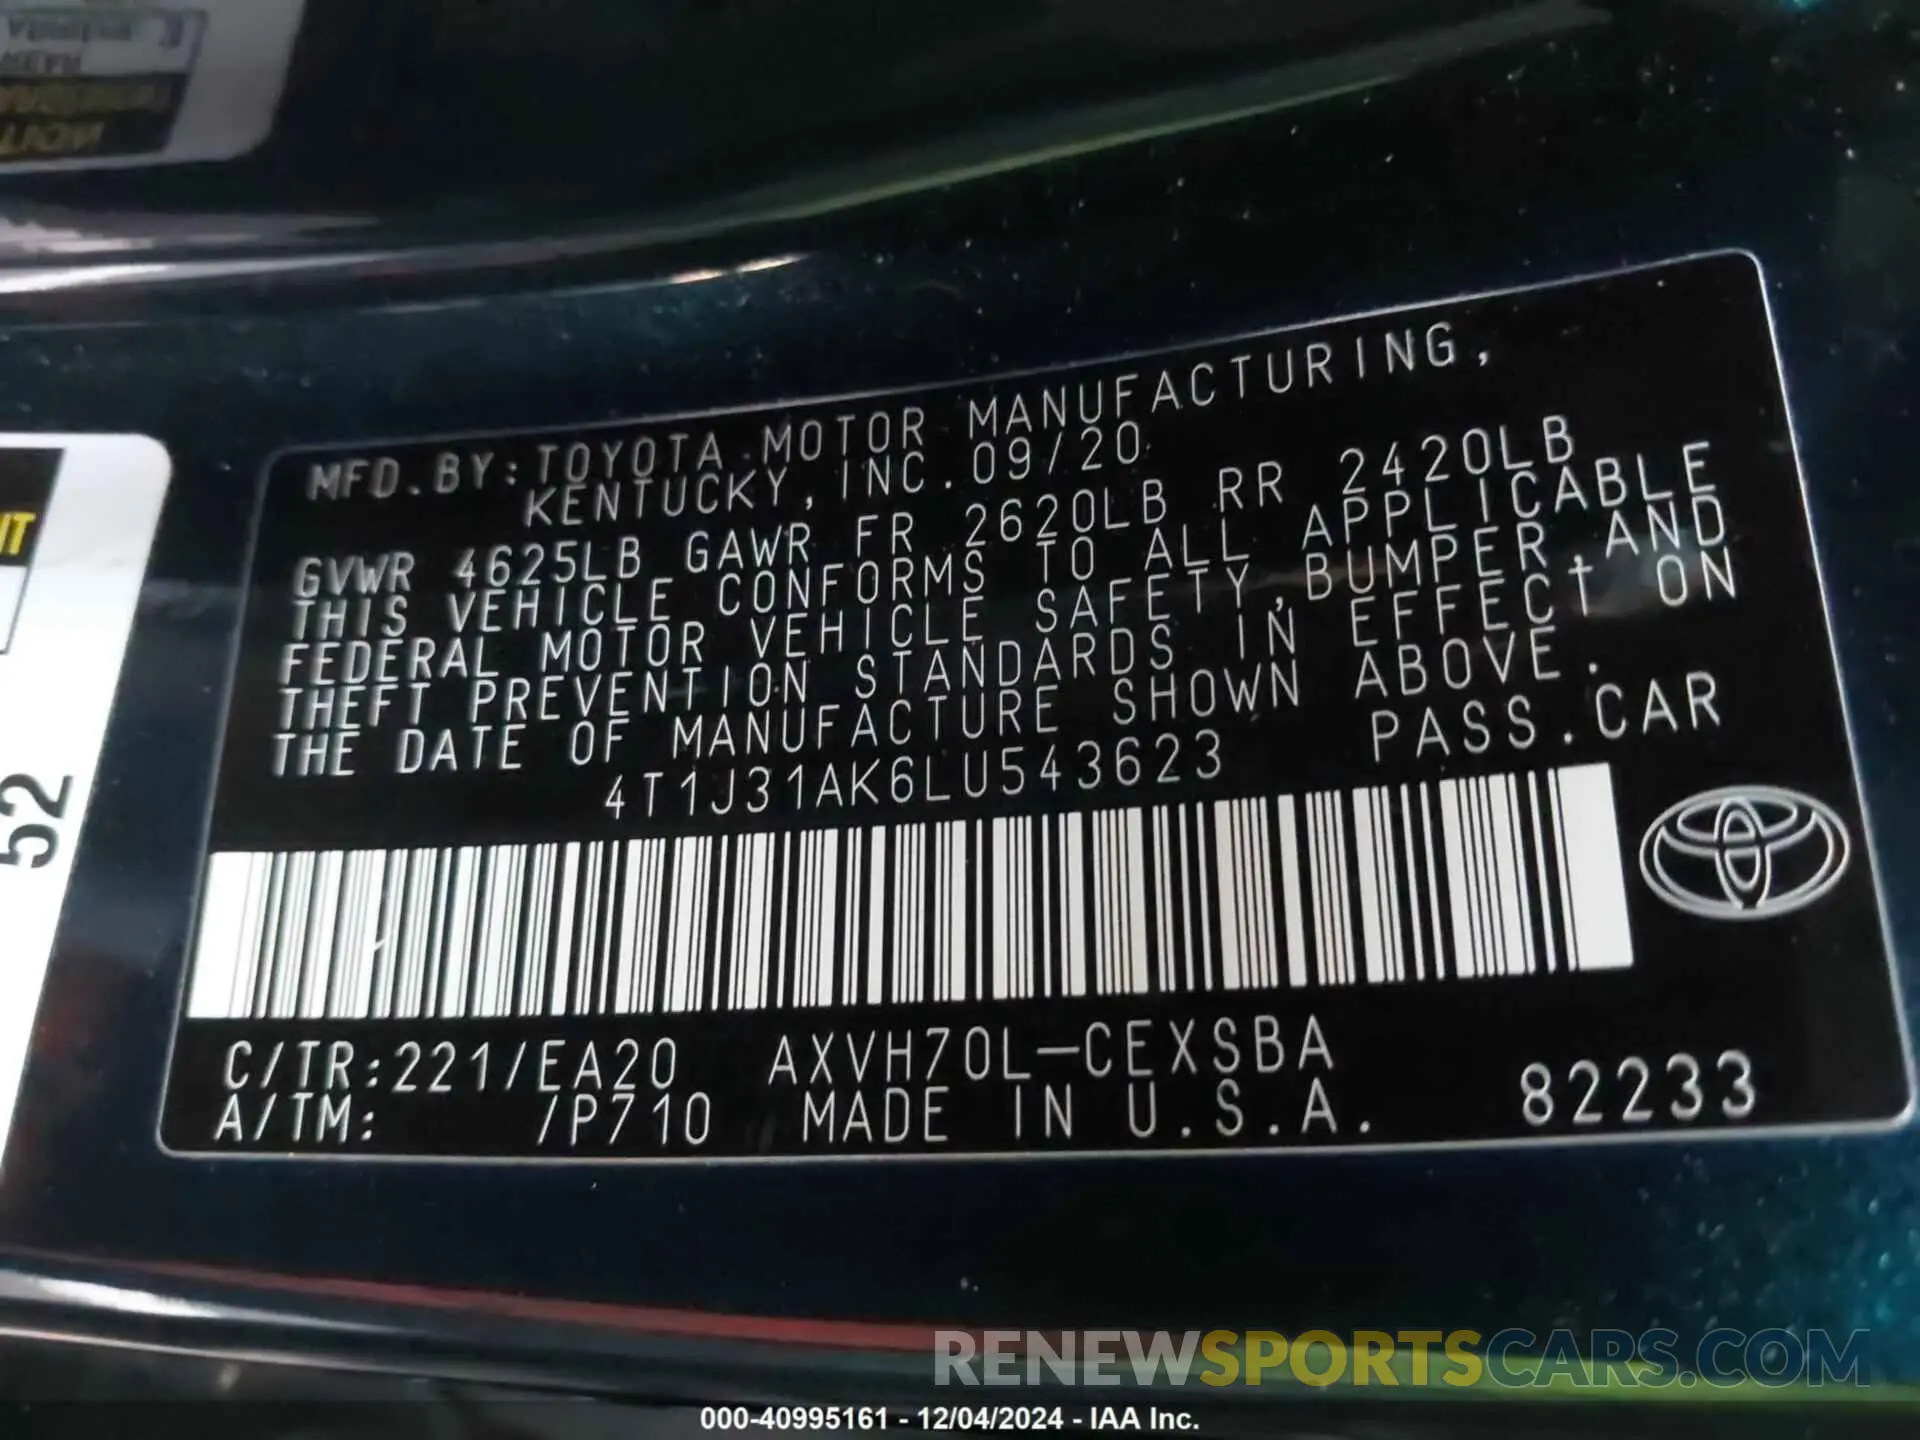 MFD.BY:TOYOTA MOTOR MANUFACTURING,
KENTUCKY, INC. 09/20
GVWR 4625LB GAWR FR 2620LB RR 2420LB
THIS VEHICLE CONFORMS TO ALL APPLICABLE
FEDERAL MOTOR VEHICLE SAFETY,BUMPER,AND
THEFT PREVENTION STANDARDS IN EFFECT ON
THE DATE OF MANUFACTURE SHOWN ABOVE.
4T1J31AK6LU543623 PASS.CAR
C/TR:221/EA20 AXVH70L-CEXSBA
A/TM: /P710 MADE IN U.S.A. 82233
52
RENEWSPORTSCARS.COM
000-40995161 - 12/04/2024 - IAA Inc.